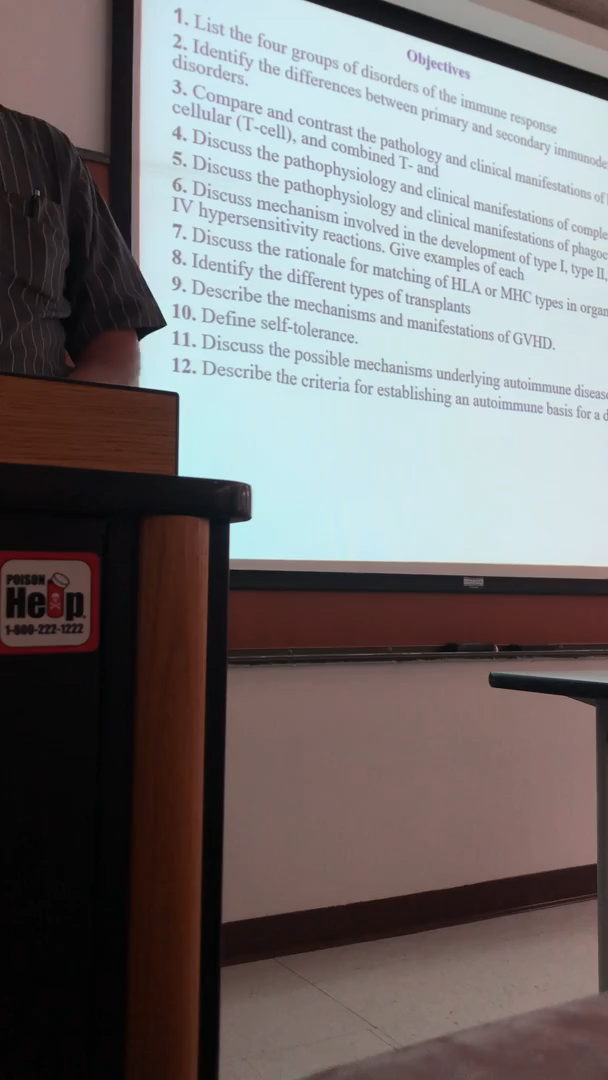 Objectives
1. List the four groups of disorders of the immune response
2. Identify the differences between primary and secondary immunode
disorders.
3. Compare and contrast the pathology and clinical manifestations of
cellular (T-cell), and combined T- and
4. Discuss the pathophysiology and clinical manifestations of comple
5. Discuss the pathophysiology and clinical manifestations of phagoc
6. Discuss mechanism involved in the development of type I, type II,
IV hypersensitivity reactions. Give examples of each
7. Discuss the rationale for matching of HLA or MHC types in organ
8. Identify the different types of transplants
9. Describe the mechanisms and manifestations of GVHD.
10. Define self-tolerance.
11. Discuss the possible mechanisms underlying autoimmune disease
12. Describe the criteria for establishing an autoimmune basis for a d
POISON
Help
1-800-222-1222